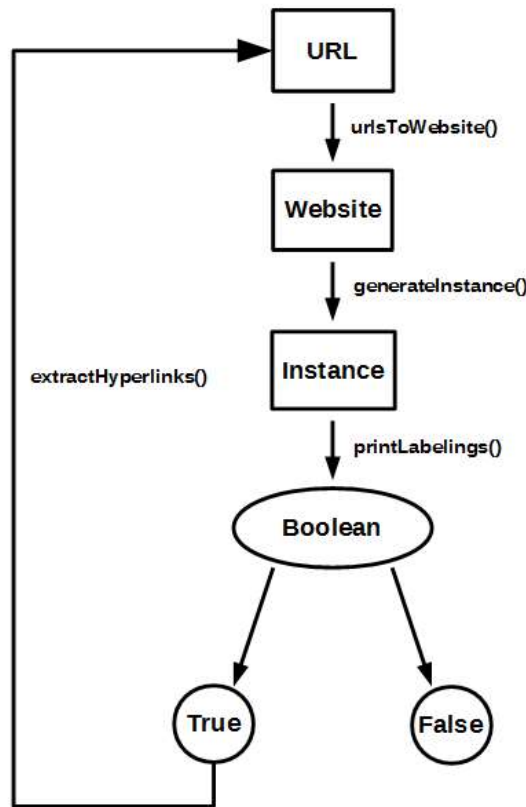 URL
urlsToWebsite()
Website
generateInstance()
Instance
extractHyperlinks()
printLabelings()
Boolean
True
False